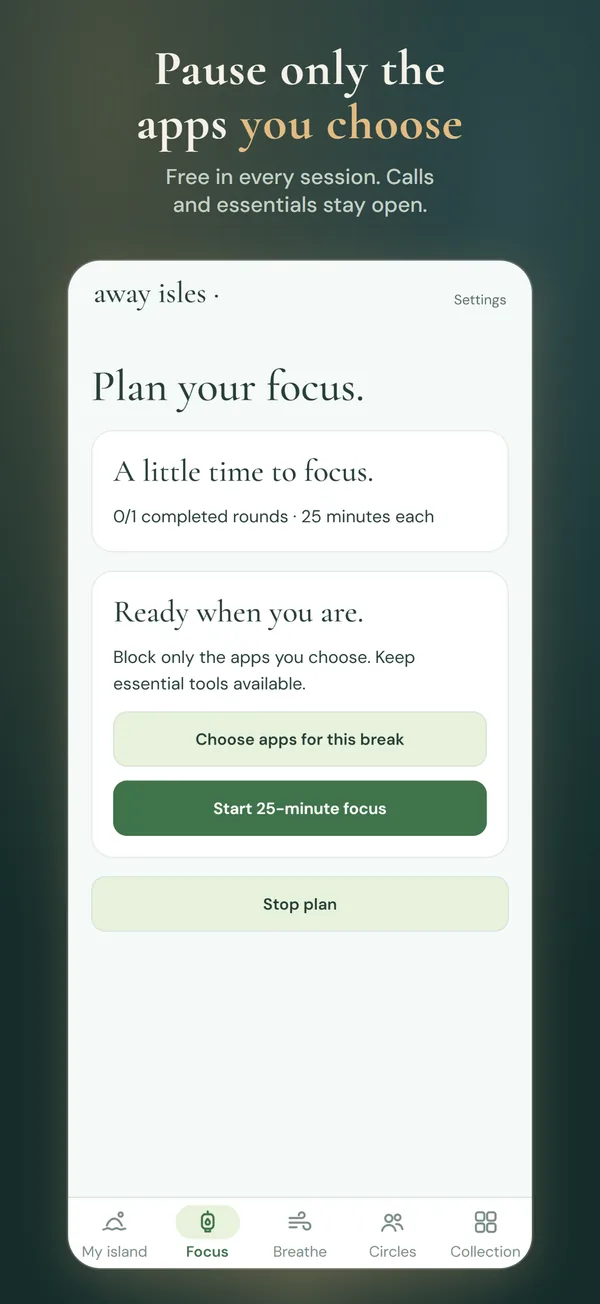 Pause only the
apps you choose
Free in every session. Calls
and essentials stay open.
away isles ·
Settings
Plan your focus.
A little time to focus.
0/1 completed rounds · 25 minutes each
Ready when you are.
Block only the apps you choose. Keep
essential tools available.
Choose apps for this break
Start 25-minute focus
Stop plan
My island
Focus
Breathe
Circles
Collection